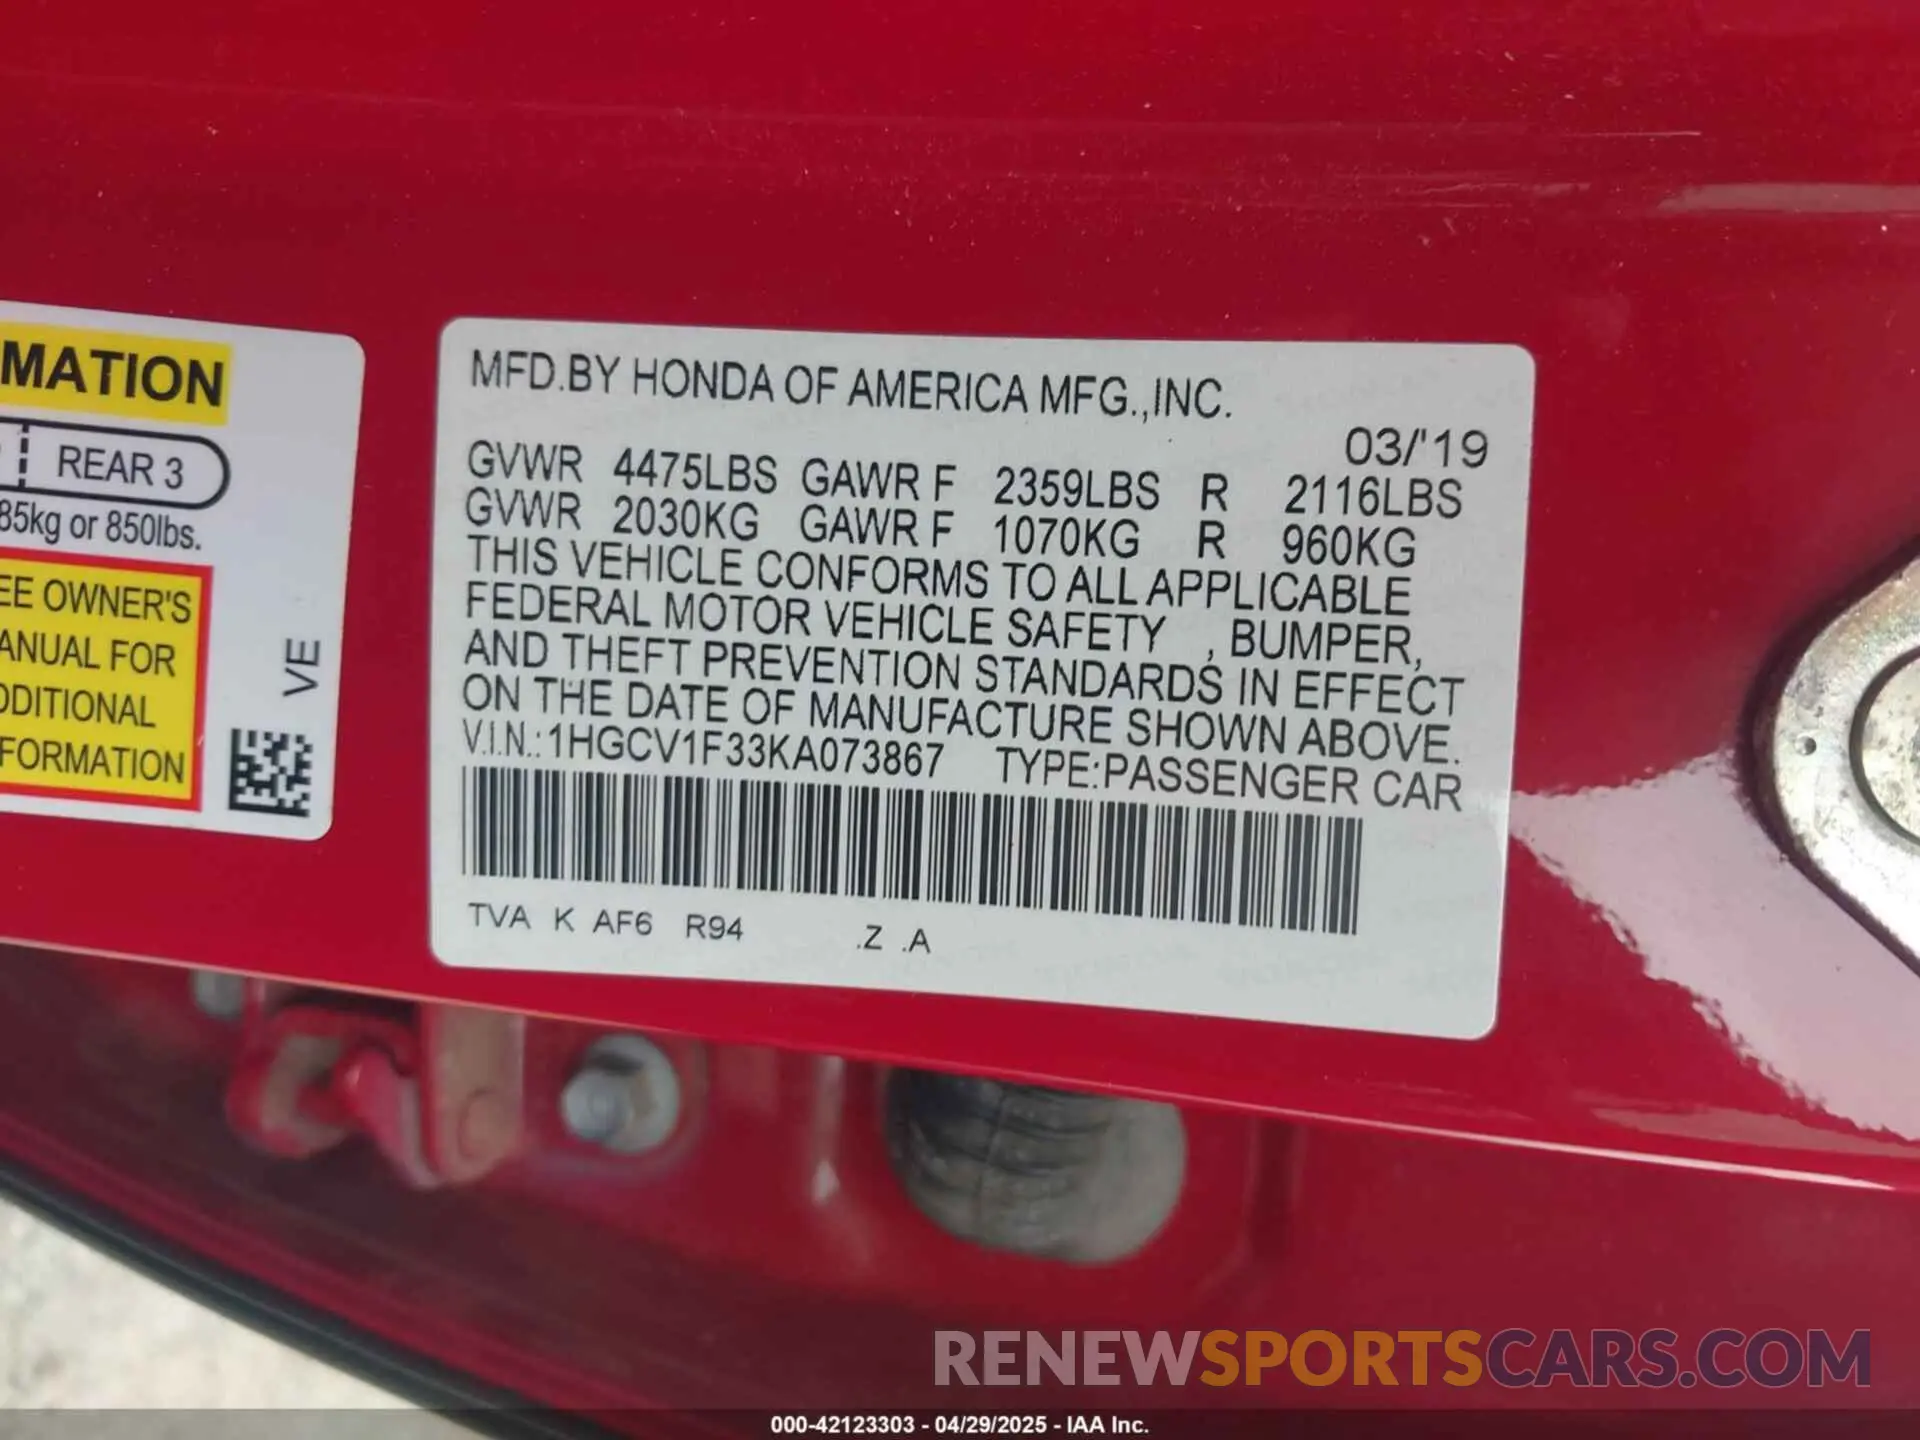 MATION
REAR 3
85kg or 850lbs.
EE OWNER'S
ANUAL FOR
DDITIONAL
FORMATION
VE
MFD.BY HONDA OF AMERICA MFG.,INC.
03/'19
GVWR 4475LBS GAWR F 2359LBS R 2116LBS
GVWR 2030KG GAWR F 1070KG R 960KG
THIS VEHICLE CONFORMS TO ALL APPLICABLE
FEDERAL MOTOR VEHICLE SAFETY , BUMPER,
AND THEFT PREVENTION STANDARDS IN EFFECT
ON THE DATE OF MANUFACTURE SHOWN ABOVE.
V.I.N.: 1HGCV1F33KA073867 TYPE:PASSENGER CAR
TVA K AF6 R94 .Z .A
RENEWSPORTSCARS.COM
000-42123303 - 04/29/2025 - IAA Inc.